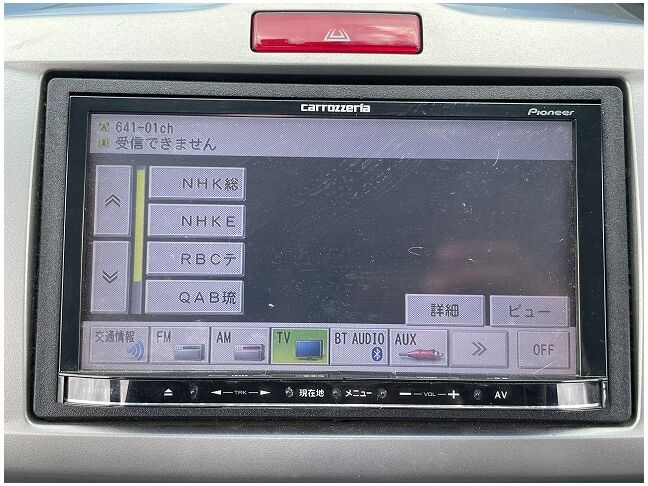 carrozzeria
Pioneer
641-01ch
受信できません
NHK総
NHKE
RBCテ
QAB琉
詳細
ビュー
交通情報
FM
AM
TV
BT AUDIO
AUX
OFF
TRK
現在地
メニュー
VOL
AV